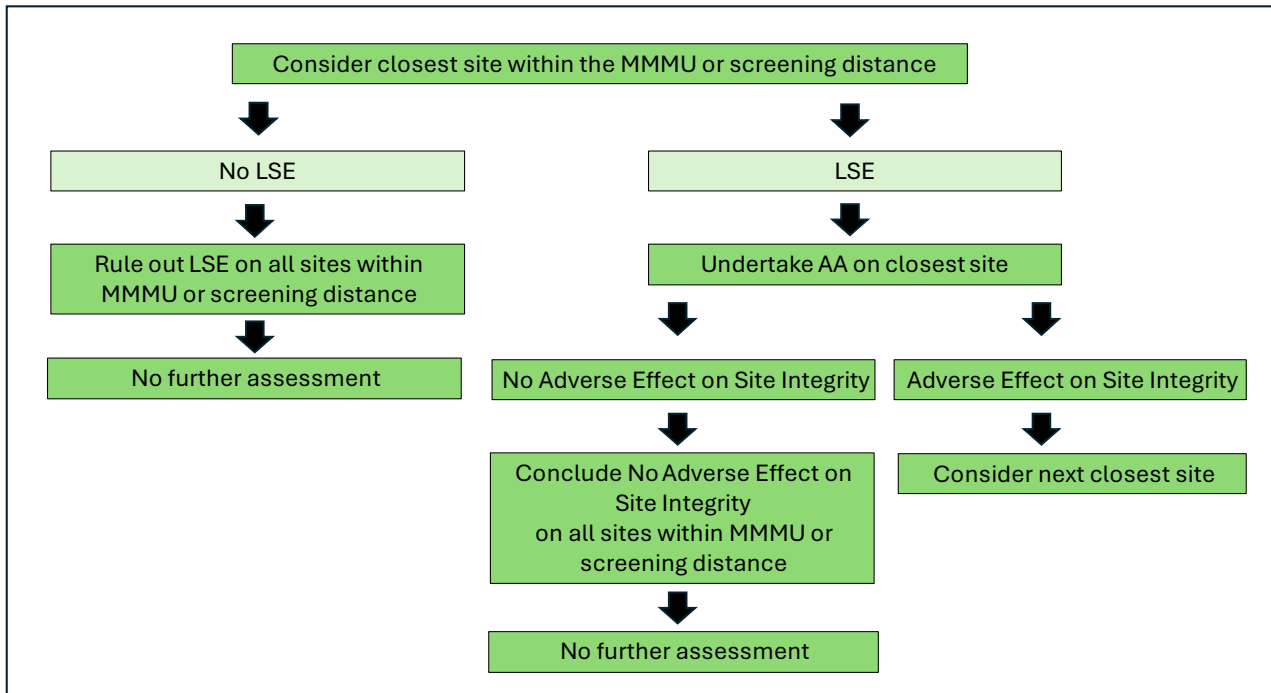 Consider closest site within the MMMU or screening distance
No LSE
LSE
Rule out LSE on all sites within
MMMU or screening distance
Undertake AA on closest site
No further assessment
No Adverse Effect on Site Integrity
Adverse Effect on Site Integrity
Conclude No Adverse Effect on
Site Integrity
on all sites within MMMU or
screening distance
Consider next closest site
No further assessment